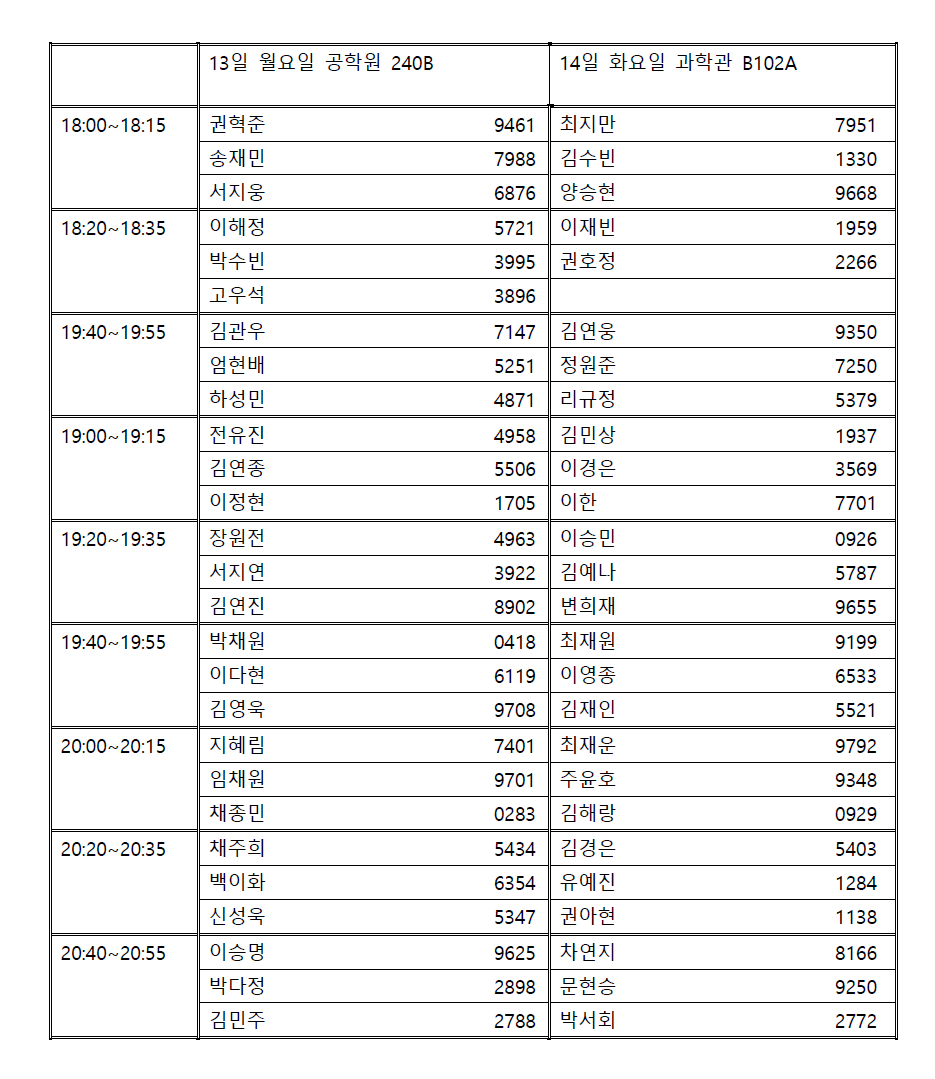 13일 월요일 공학원 240B 14일 화요일 과학관 B102A
18:00~18:15 권혁준 9461 최지만 7951
송재민 7988 김수빈 1330
서지웅 6876 양승현 9668
18:20~18:35 이해정 5721 이재빈 1959
박수빈 3995 권호정 2266
고우석 3896
19:40~19:55 김관우 7147 김연웅 9350
엄현배 5251 정원준 7250
하성민 4871 리규정 5379
19:00~19:15 전유진 4958 김민상 1937
김연종 5506 이경은 3569
이정현 1705 이한 7701
19:20~19:35 장원전 4963 이승민 0926
서지연 3922 김예나 5787
김연진 8902 변희재 9655
19:40~19:55 박채원 0418 최재원 9199
이다현 6119 이영종 6533
김영욱 9708 김재인 5521
20:00~20:15 지혜림 7401 최재운 9792
임채원 9701 주윤호 9348
채종민 0283 김해랑 0929
20:20~20:35 채주희 5434 김경은 5403
백이화 6354 유예진 1284
신성욱 5347 권아현 1138
20:40~20:55 이승명 9625 차연지 8166
박다정 2898 문현승 9250
김민주 2788 박서회 2772